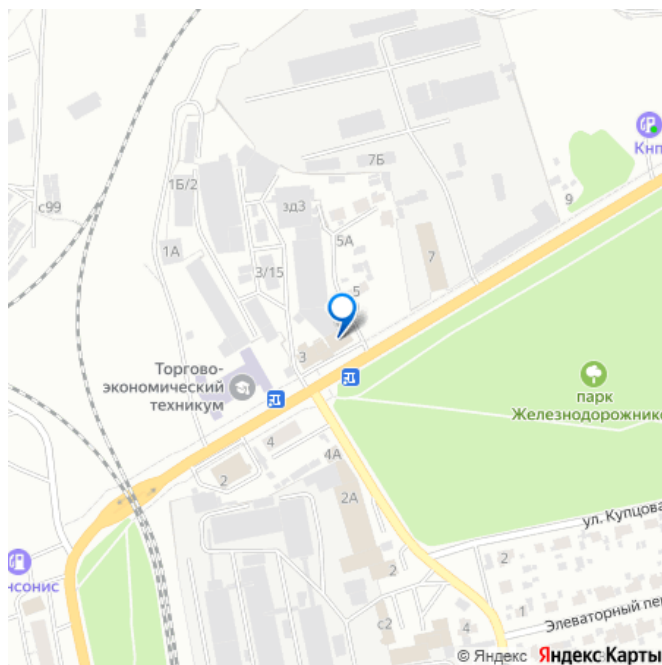 7Б
Кнп
1Б/2
зд3
с99
9
5А
1А
7
3/15
5
3
Торгово-
экономический
техникум
парк
Железнодорожнико
4
4А
2
2А
ул. Купцова
нсонис
2
2
1
с2
4
Элеваторный пер
© Яндекс Яндекс Карты